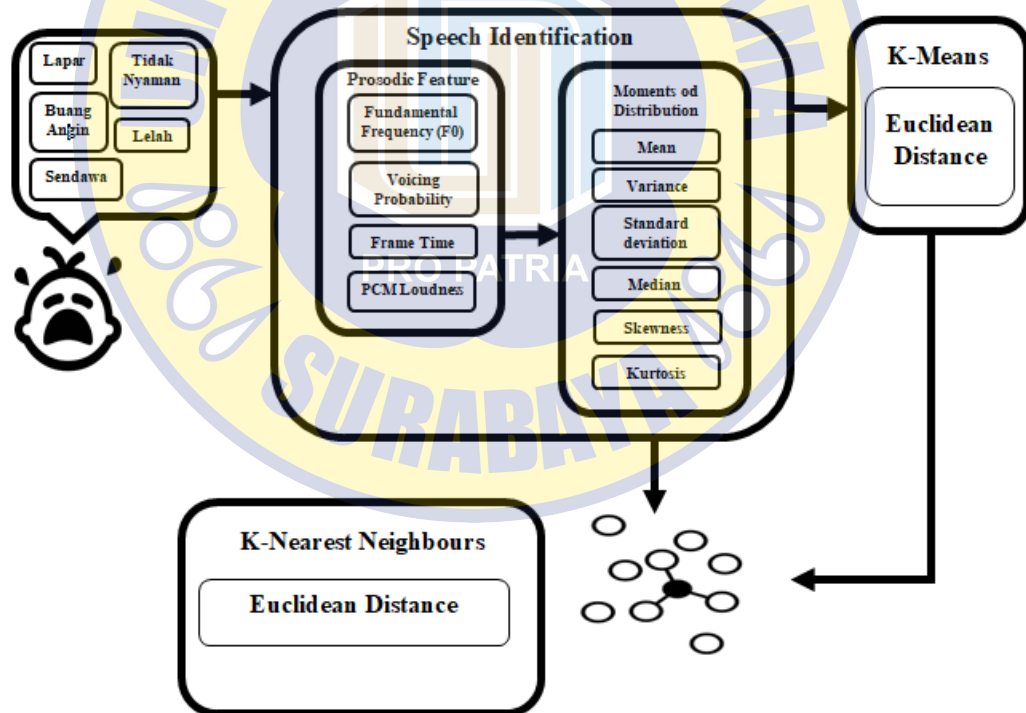 Lapar
Tidak
Nyaman
Buang
Angin
Lelah
Sendawa
Speech Identification
Prosodic Feature
Fundamental
Frequency (F0)
Voicing
Probability
Frame Time
PCM Loudness
Moments od
Distribution
Mean
Variance
Standard
deviation
Median
Skewness
Kurtosis
K-Means
Euclidean
Distance
PRO PATRIA
SURABAYA
K-Nearest Neighbours
Euclidean Distance